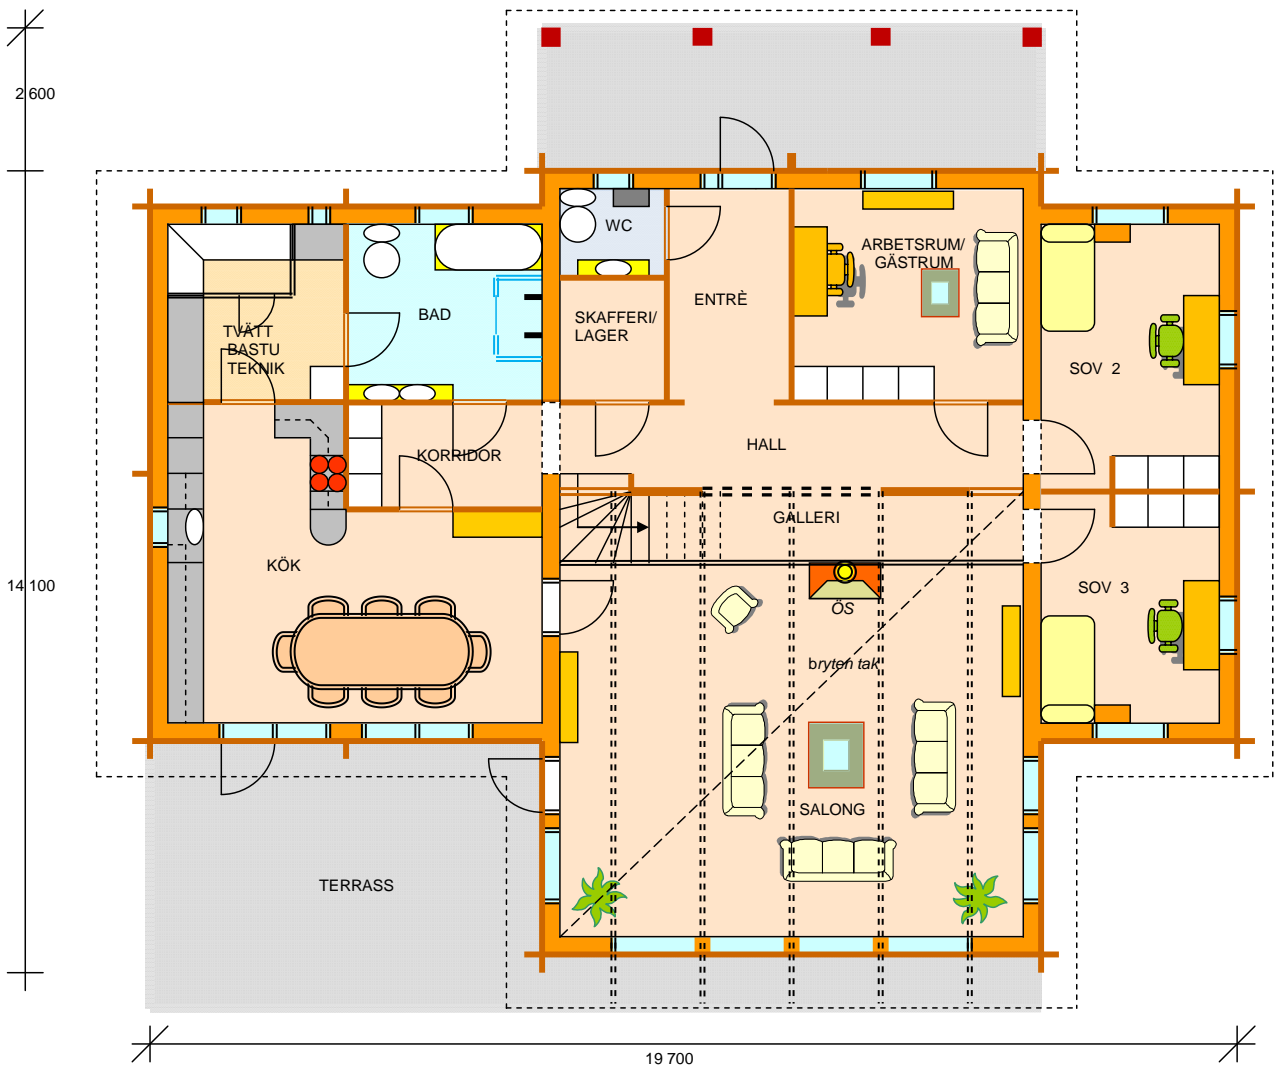 2 600
WC
ARBETSRUM/
GÄSTRUM
ENTRÈ
BAD
SKAFFERI/
LAGER
TVÄTT
BASTU
TEKNIK
SOV 2
HALL
KORRIDOR
GALLERI
KÖK
14 100
SOV 3
ÖS
bryten tak
SALONG
TERRASS
19 700